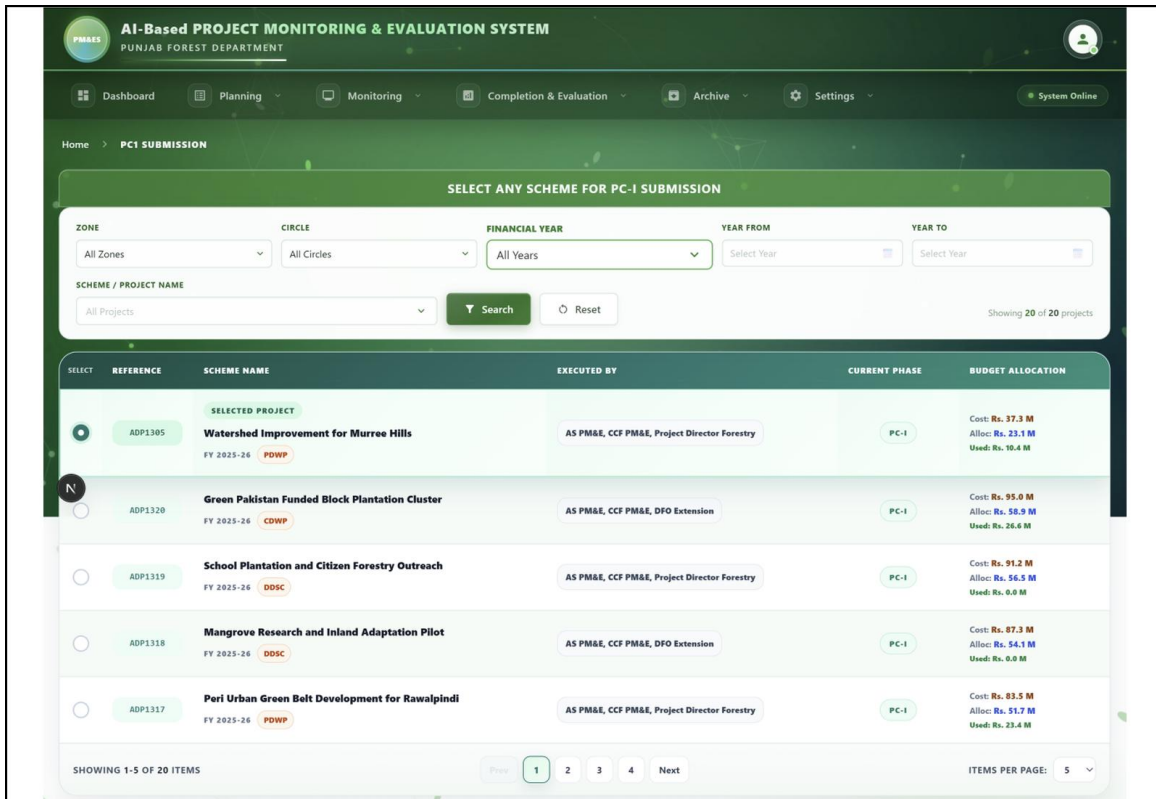 PM&ES
AI-Based PROJECT MONITORING & EVALUATION SYSTEM
PUNJAB FOREST DEPARTMENT
Dashboard Planning Monitoring Completion & Evaluation Archive Settings System Online
Home > PC1 SUBMISSION
SELECT ANY SCHEME FOR PC-I SUBMISSION
ZONE CIRCLE FINANCIAL YEAR YEAR FROM YEAR TO
All Zones All Circles All Years Select Year Select Year
SCHEME / PROJECT NAME
All Projects Search Reset Showing 20 of 20 projects
SELECT REFERENCE SCHEME NAME EXECUTED BY CURRENT PHASE BUDGET ALLOCATION
SELECTED PROJECT
ADP1305 Watershed Improvement for Murree Hills AS PM&E, CCF PM&E, Project Director Forestry PC-I
FY 2025-26 PDWP
Cost: Rs. 37.3 M
Alloc: Rs. 23.1 M
Used: Rs. 10.4 M
N
ADP1320 Green Pakistan Funded Block Plantation Cluster AS PM&E, CCF PM&E, DFO Extension PC-I
FY 2025-26 CDWP
Cost: Rs. 95.0 M
Alloc: Rs. 58.9 M
Used: Rs. 26.6 M
ADP1319 School Plantation and Citizen Forestry Outreach AS PM&E, CCF PM&E, Project Director Forestry PC-I
FY 2025-26 DDSC
Cost: Rs. 91.2 M
Alloc: Rs. 56.5 M
Used: Rs. 0.0 M
ADP1318 Mangrove Research and Inland Adaptation Pilot AS PM&E, CCF PM&E, DFO Extension PC-I
FY 2025-26 DDSC
Cost: Rs. 87.3 M
Alloc: Rs. 54.1 M
Used: Rs. 0.0 M
ADP1317 Peri Urban Green Belt Development for Rawalpindi AS PM&E, CCF PM&E, Project Director Forestry PC-I
FY 2025-26 PDWP
Cost: Rs. 83.5 M
Alloc: Rs. 51.7 M
Used: Rs. 23.4 M
SHOWING 1-5 OF 20 ITEMS Prev 1 2 3 4 Next ITEMS PER PAGE: 5